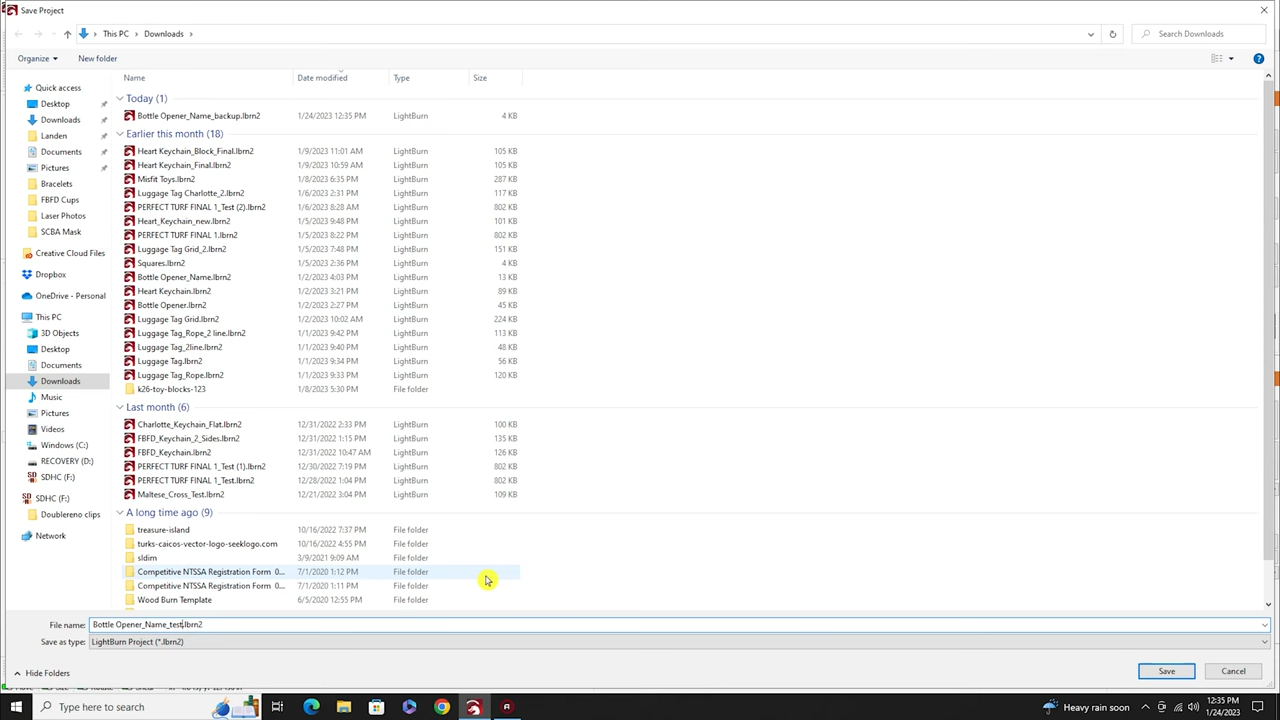 Save Project
This PC > Downloads >
Search Downloads
Organize
New folder
Name
Date modified
Type
Size
Today (1)
Bottle Opener_Name_backup.lbrn2 1/24/2023 12:35 PM LightBurn 4 KB
Earlier this month (18)
Heart Keychain_Block_Final.lbrn2 1/9/2023 11:01 AM LightBurn 105 KB
Heart Keychain_Final.lbrn2 1/9/2023 10:59 AM LightBurn 105 KB
Misfit Toys.lbrn2 1/8/2023 6:35 PM LightBurn 287 KB
Luggage Tag Charlotte_2.lbrn2 1/6/2023 2:31 PM LightBurn 117 KB
PERFECT TURF FINAL 1_Test (2).lbrn2 1/6/2023 8:28 AM LightBurn 802 KB
Heart_Keychain_new.lbrn2 1/5/2023 9:48 PM LightBurn 101 KB
PERFECT TURF FINAL 1.lbrn2 1/5/2023 8:22 PM LightBurn 802 KB
Luggage Tag Grid_2.lbrn2 1/5/2023 7:48 PM LightBurn 151 KB
Squares.lbrn2 1/5/2023 2:36 PM LightBurn 4 KB
Bottle Opener_Name.lbrn2 1/2/2023 4:03 PM LightBurn 13 KB
Heart Keychain.lbrn2 1/2/2023 3:21 PM LightBurn 89 KB
Bottle Opener.lbrn2 1/2/2023 2:27 PM LightBurn 45 KB
Luggage Tag Grid.lbrn2 1/2/2023 10:02 AM LightBurn 224 KB
Luggage Tag_Rope_2 line.lbrn2 1/1/2023 9:42 PM LightBurn 113 KB
Luggage Tag_2line.lbrn2 1/1/2023 9:40 PM LightBurn 48 KB
Luggage Tag.lbrn2 1/1/2023 9:34 PM LightBurn 56 KB
Luggage Tag_Rope.lbrn2 1/1/2023 9:33 PM LightBurn 120 KB
k26-toy-blocks-123 1/8/2023 5:30 PM File folder
Last month (6)
Charlotte_Keychain_Flat.lbrn2 12/31/2022 2:33 PM LightBurn 100 KB
FBFD_Keychain_2_Sides.lbrn2 12/31/2022 1:15 PM LightBurn 135 KB
FBFD_Keychain.lbrn2 12/31/2022 10:47 AM LightBurn 126 KB
PERFECT TURF FINAL 1_Test (1).lbrn2 12/30/2022 7:19 PM LightBurn 802 KB
PERFECT TURF FINAL 1_Test.lbrn2 12/28/2022 1:04 PM LightBurn 802 KB
Maltese_Cross_Test.lbrn2 12/21/2022 3:04 PM LightBurn 109 KB
A long time ago (9)
treasure-island 10/16/2022 7:37 PM File folder
turks-caicos-vector-logo-seeklogo.com 10/16/2022 4:55 PM File folder
sldim 3/9/2021 9:09 AM File folder
Competitive NTSSA Registration Form 0... 7/1/2020 1:12 PM File folder
Competitive NTSSA Registration Form 0... 7/1/2020 1:11 PM File folder
Wood Burn Template 6/5/2020 12:55 PM File folder
Quick access
Desktop
Downloads
Landen
Documents
Pictures
Bracelets
FBFD Cups
Laser Photos
SCBA Mask
Creative Cloud Files
Dropbox
OneDrive - Personal
This PC
3D Objects
Desktop
Documents
Downloads
Music
Pictures
Videos
Windows (C:)
RECOVERY (D:)
SDHC (F:)
SDHC (F:)
Doublereno clips
Network
File name: Bottle Opener_Name_test.lbrn2
Save as type: LightBurn Project (*.lbrn2)
Hide Folders
Save
Cancel
Type here to search
Heavy rain soon
12:35 PM
1/24/2023